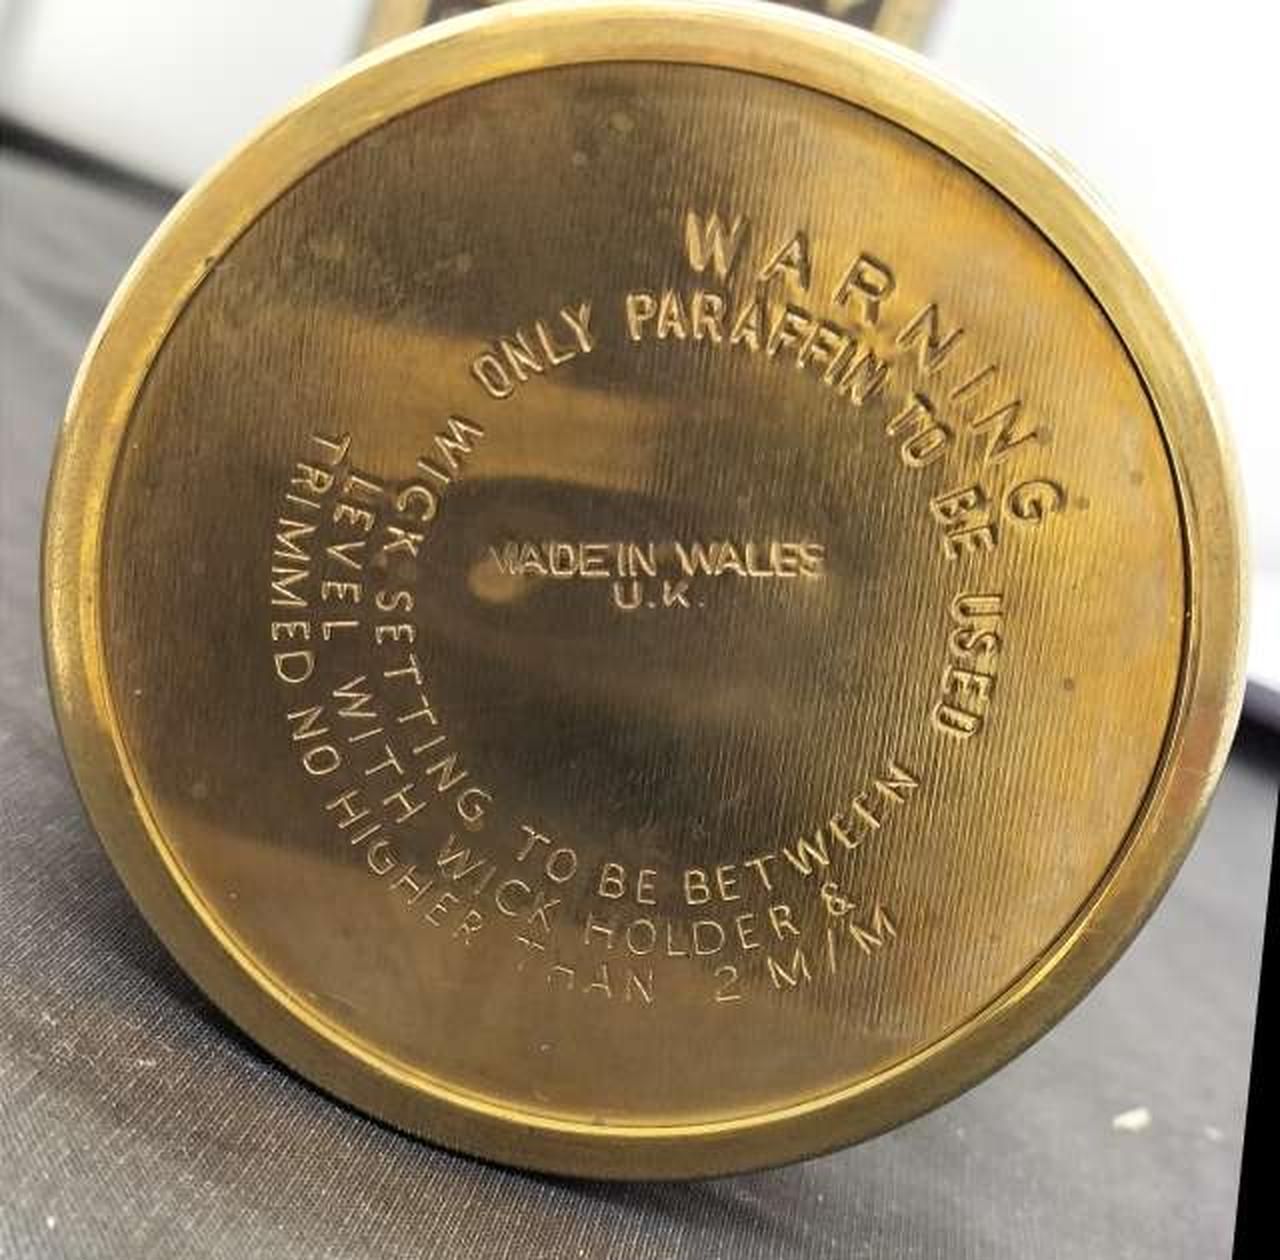 WARNING
ONLY PARAFFIN TO BE USED
MADE IN WALES
U.K.
WICK SETTING TO BE BETWEEN
LEVEL WITH WICK HOLDER &
TRIMMED NO HIGHER THAN 2 M/M